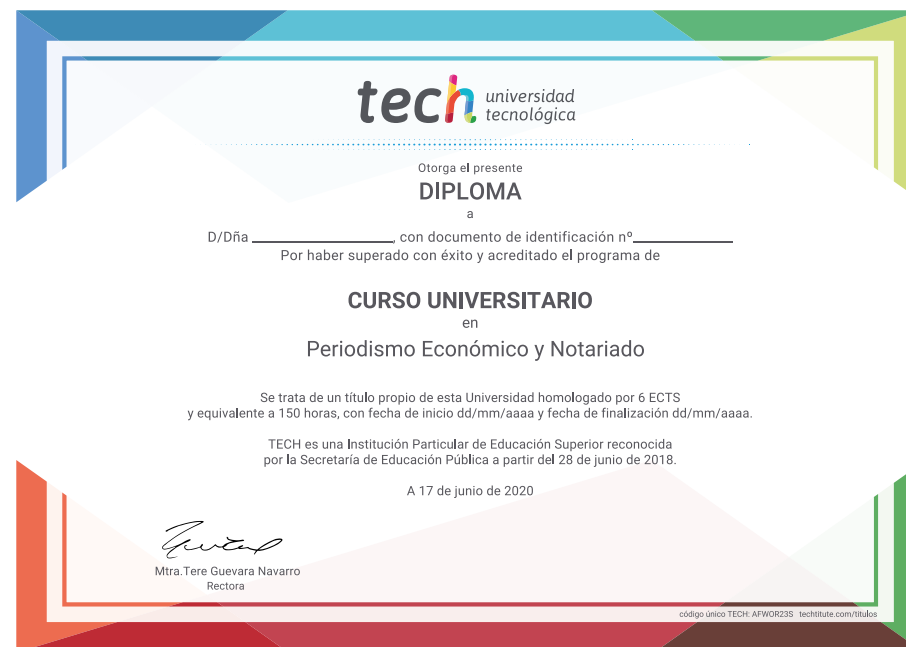 tech universidad
tecnológica
Otorga el presente
DIPLOMA
a
D/Dña ____________________, con documento de identificación nº______________
Por haber superado con éxito y acreditado el programa de
CURSO UNIVERSITARIO
en
Periodismo Económico y Notariado
Se trata de un título propio de esta Universidad homologado por 6 ECTS
y equivalente a 150 horas, con fecha de inicio dd/mm/aaaa y fecha de finalización dd/mm/aaaa.
TECH es una Institución Particular de Educación Superior reconocida
por la Secretaría de Educación Pública a partir del 28 de junio de 2018.
A 17 de junio de 2020
Mtra.Tere Guevara Navarro
Rectora
código único TECH: AFWOR23S techtitute.com/titulos